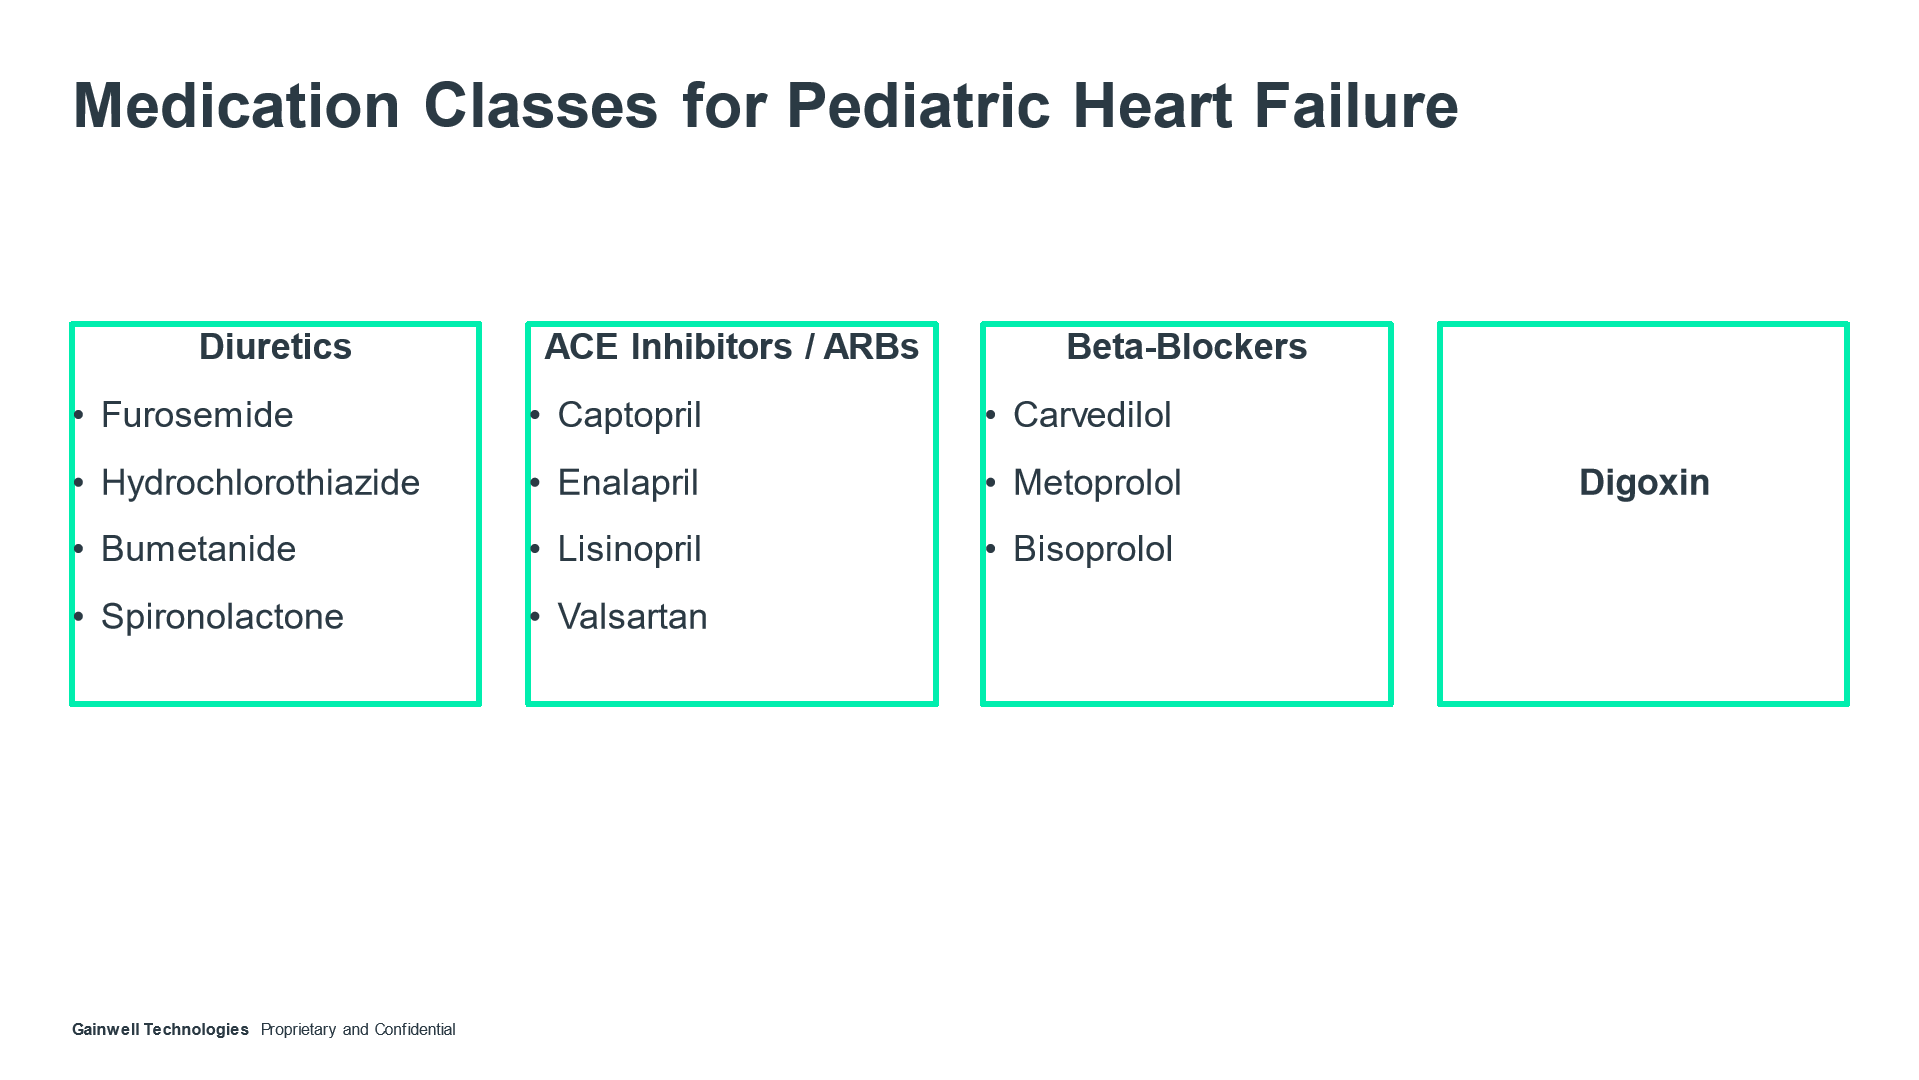 Medication Classes for Pediatric Heart Failure
Diuretics
• Furosemide
• Hydrochlorothiazide
• Bumetanide
• Spironolactone
ACE Inhibitors / ARBs
• Captopril
• Enalapril
• Lisinopril
• Valsartan
Beta-Blockers
• Carvedilol
• Metoprolol
• Bisoprolol
Digoxin
Gainwell Technologies Proprietary and Confidential